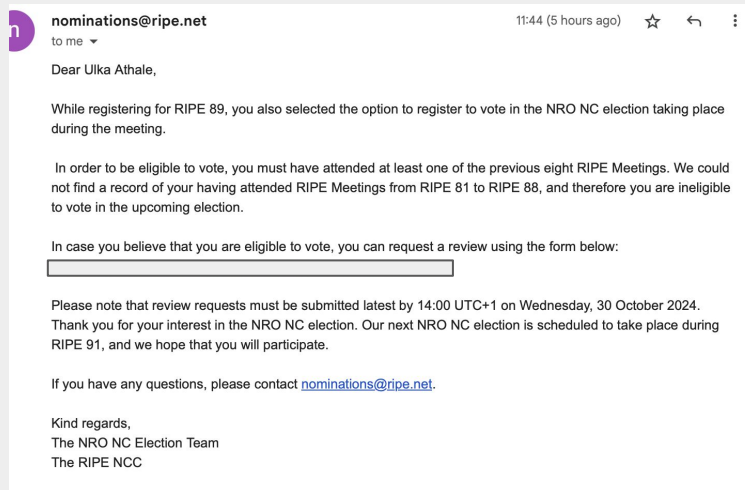 n
nominations@ripe.net
11:44 (5 hours ago)
to me
Dear Ulka Athale,
While registering for RIPE 89, you also selected the option to register to vote in the NRO NC election taking place
during the meeting.
In order to be eligible to vote, you must have attended at least one of the previous eight RIPE Meetings. We could
not find a record of your having attended RIPE Meetings from RIPE 81 to RIPE 88, and therefore you are ineligible
to vote in the upcoming election.
In case you believe that you are eligible to vote, you can request a review using the form below:
Please note that review requests must be submitted latest by 14:00 UTC+1 on Wednesday, 30 October 2024.
Thank you for your interest in the NRO NC election. Our next NRO NC election is scheduled to take place during
RIPE 91, and we hope that you will participate.
If you have any questions, please contact nominations@ripe.net.
Kind regards,
The NRO NC Election Team
The RIPE NCC